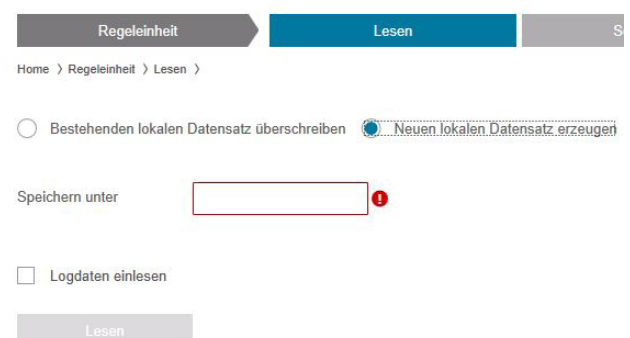 Regeleinheit Lesen
Home > Regeleinheit > Lesen >
Bestehenden lokalen Datensatz überschreiben Neuen lokalen Datensatz erzeugen
Speichern unter
Logdaten einlesen
Lesen